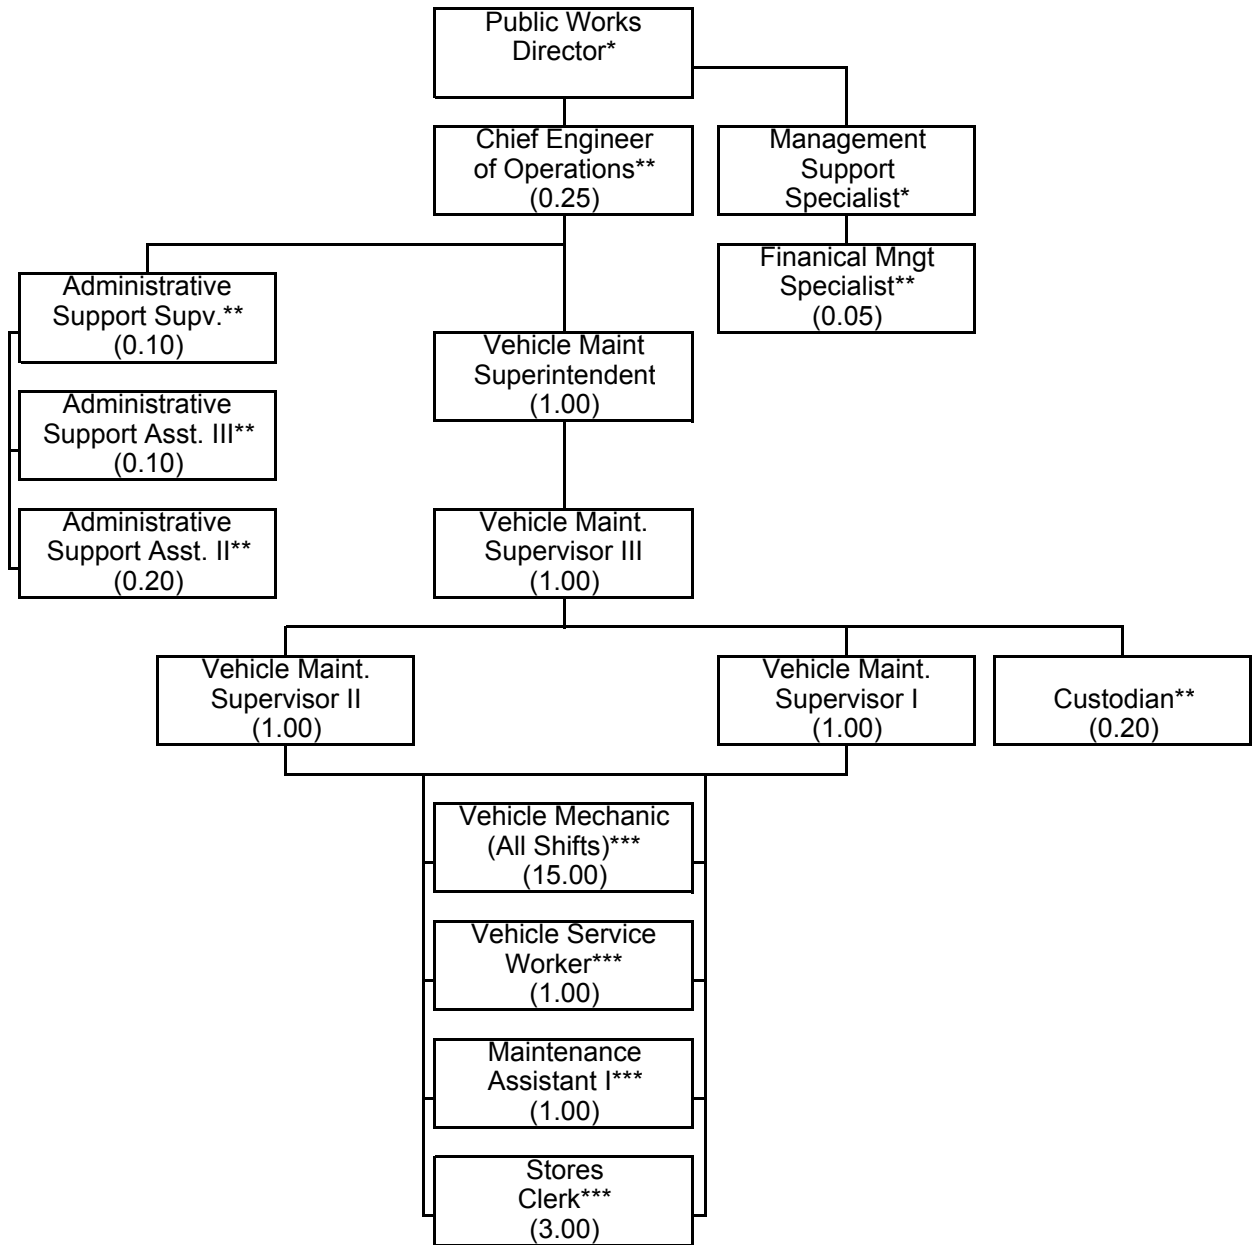 Public Works
Director*
Chief Engineer
of Operations**
(0.25)
Management
Support
Specialist*
Finanical Mngt
Specialist**
(0.05)
Administrative
Support Supv.**
(0.10)
Administrative
Support Asst. III**
(0.10)
Administrative
Support Asst. II**
(0.20)
Vehicle Maint
Superintendent
(1.00)
Vehicle Maint.
Supervisor III
(1.00)
Vehicle Maint.
Supervisor II
(1.00)
Vehicle Maint.
Supervisor I
(1.00)
Custodian**
(0.20)
Vehicle Mechanic
(All Shifts)***
(15.00)
Vehicle Service
Worker***
(1.00)
Maintenance
Assistant I***
(1.00)
Stores
Clerk***
(3.00)